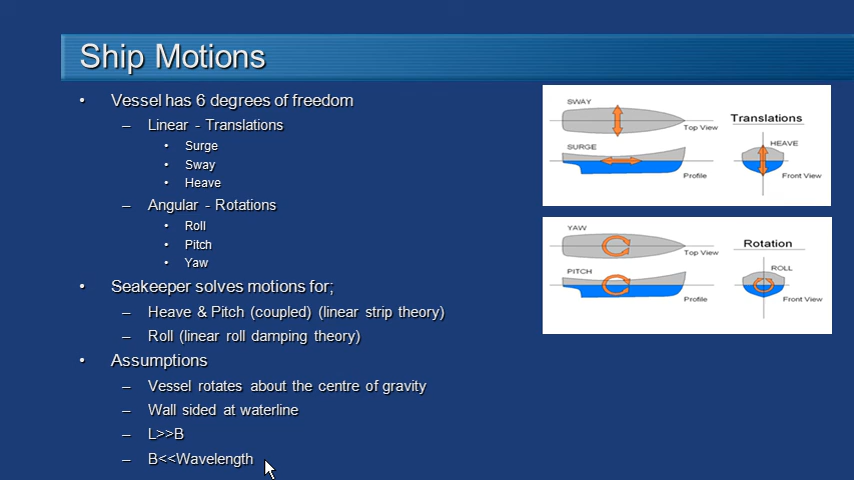 Ship Motions
• Vessel has 6 degrees of freedom
– Linear - Translations
• Surge
• Sway
• Heave
– Angular - Rotations
• Roll
• Pitch
• Yaw
• Seakeeper solves motions for;
– Heave & Pitch (coupled) (linear strip theory)
– Roll (linear roll damping theory)
• Assumptions
– Vessel rotates about the centre of gravity
– Wall sided at waterline
– L>>B
– B<<Wavelength
SWAY
Top View
Translations
SURGE
Profile
HEAVE
Front View
YAW
Top View
Rotation
PITCH
Profile
ROLL
Front View